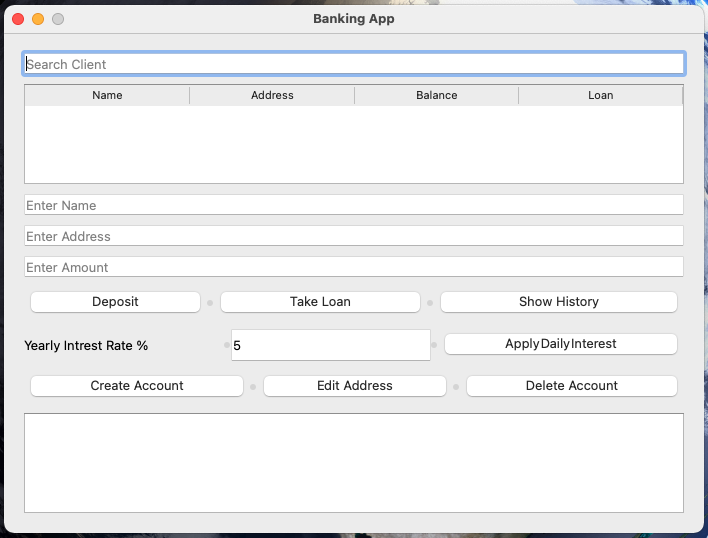 Banking App
Search Client
Name Address Balance Loan
Enter Name
Enter Address
Enter Amount
Deposit Take Loan Show History
Yearly Intrest Rate % 5 ApplyDailyInterest
Create Account Edit Address Delete Account